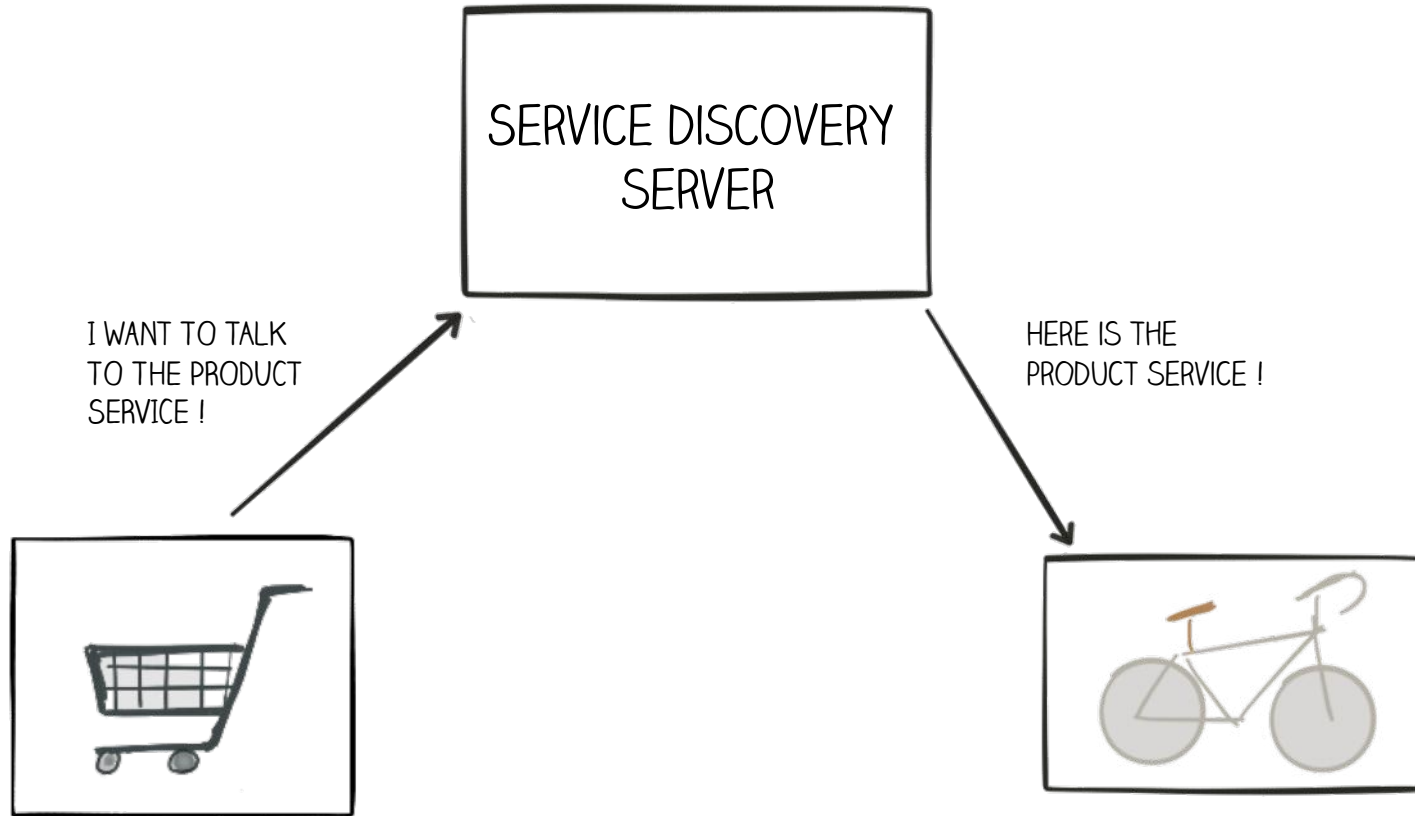 SERVICE DISCOVERY
SERVER
I WANT TO TALK
TO THE PRODUCT
SERVICE !
HERE IS THE
PRODUCT SERVICE !